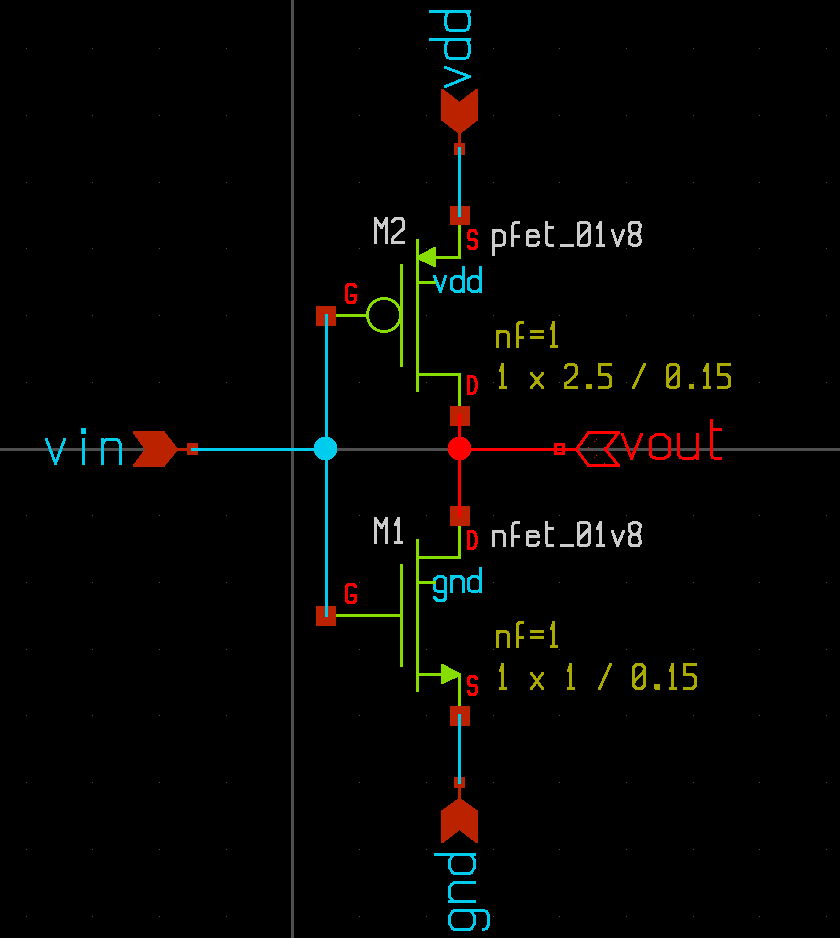 vdd
M2
S
pfet_01v8
vdd
G
nf=1
1 x 2.5 / 0.15
D
vin
vout
M1
D
nfet_01v8
gnd
G
nf=1
1 x 1 / 0.15
S
gnd